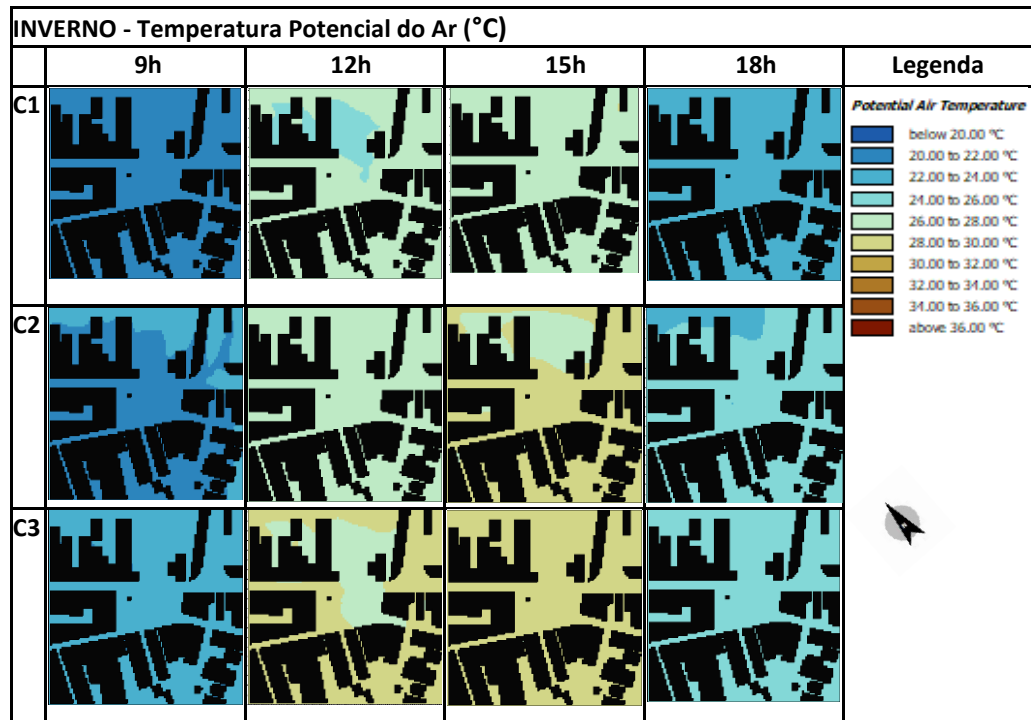 INVERNO - Temperatura Potencial do Ar (°C)
9h 12h 15h 18h Legenda
C1
Potential Air Temperature
below 20.00 °C
20.00 to 22.00 °C
22.00 to 24.00 °C
24.00 to 26.00 °C
26.00 to 28.00 °C
28.00 to 30.00 °C
30.00 to 32.00 °C
32.00 to 34.00 °C
34.00 to 36.00 °C
above 36.00 °C
C2
C3